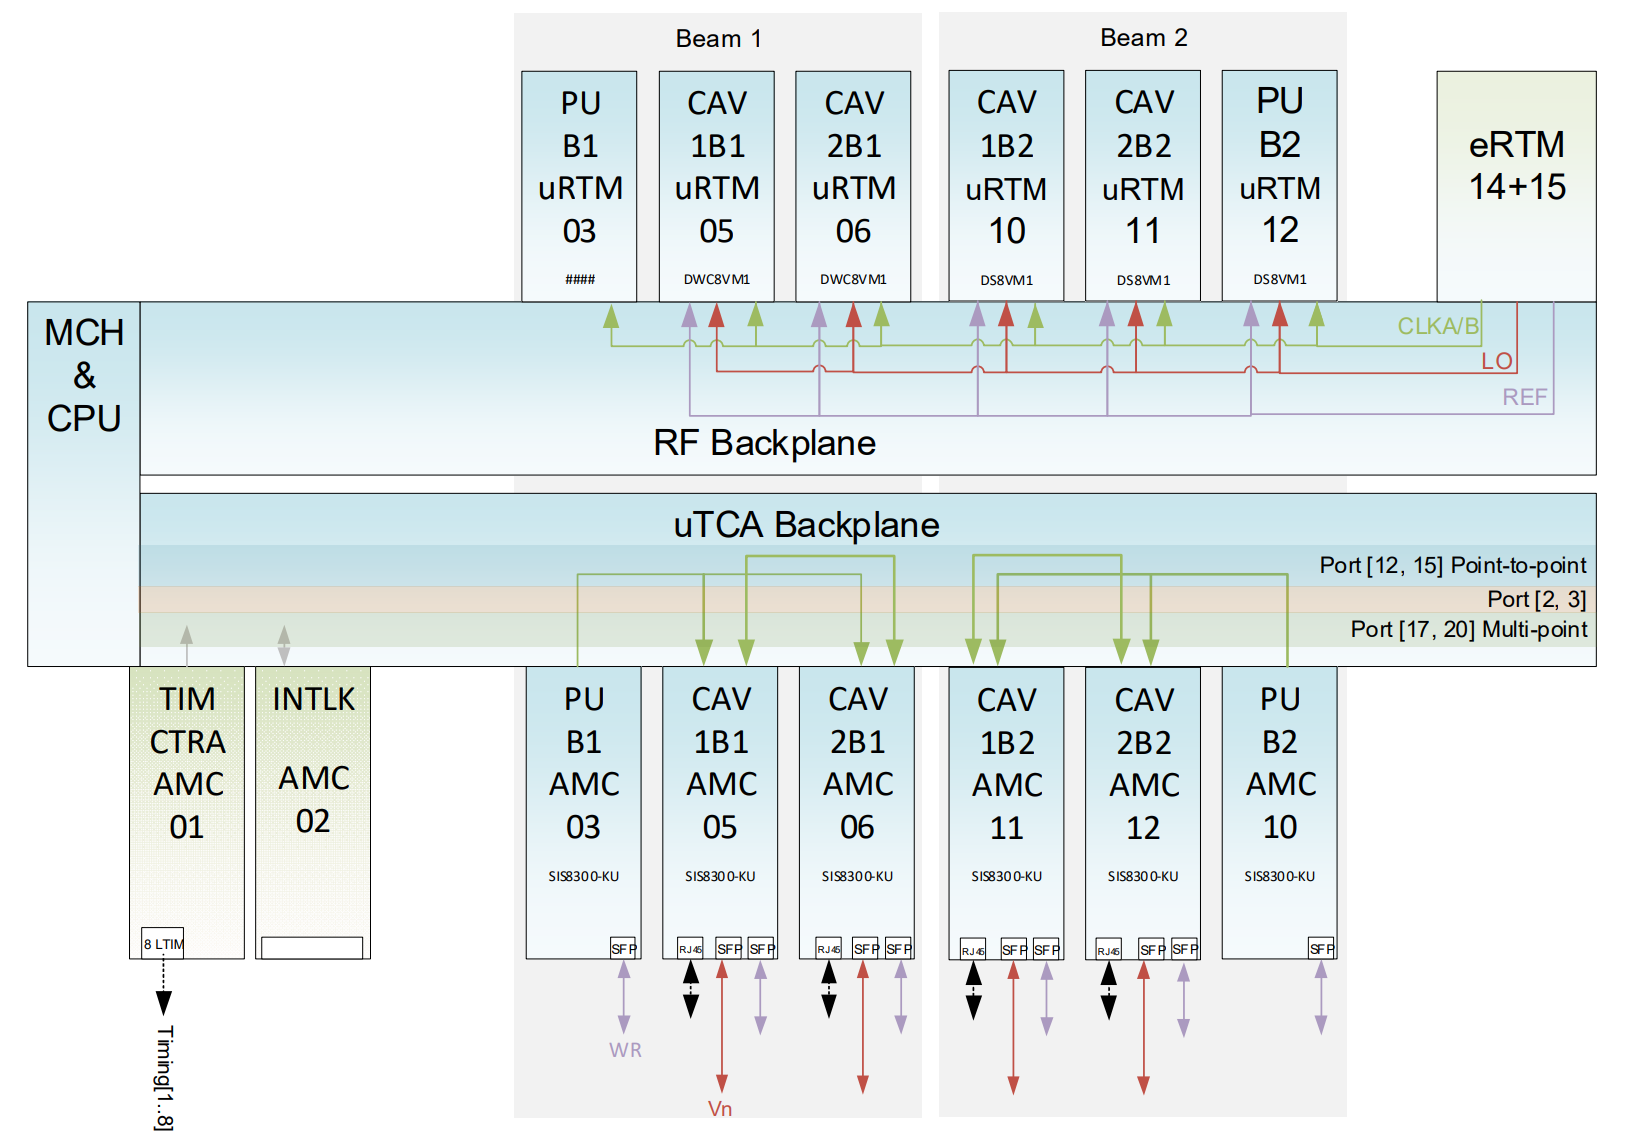 Beam 1
Beam 2
PU
B1
uRTM
03
####
CAV
1B1
uRTM
05
DWC8VM1
CAV
2B1
uRTM
06
DWC8VM1
CAV
1B2
uRTM
10
DS8VM1
CAV
2B2
uRTM
11
DS8VM1
PU
B2
uRTM
12
DS8VM1
eRTM
14+15
MCH
&
CPU
CLKA/B
LO
REF
RF Backplane
uTCA Backplane
Port [12, 15] Point-to-point
Port [2, 3]
Port [17, 20] Multi-point
TIM
CTRA
AMC
01
8 LTIM
Timing[1..8]
INTLK
AMC
02
PU
B1
AMC
03
SIS8300-KU
SFP
WR
CAV
1B1
AMC
05
SIS8300-KU
RJ45
SFP
SFP
Vn
CAV
2B1
AMC
06
SIS8300-KU
RJ45
SFP
SFP
CAV
1B2
AMC
11
SIS8300-KU
RJ45
SFP
SFP
CAV
2B2
AMC
12
SIS8300-KU
RJ45
SFP
SFP
PU
B2
AMC
10
SIS8300-KU
SFP